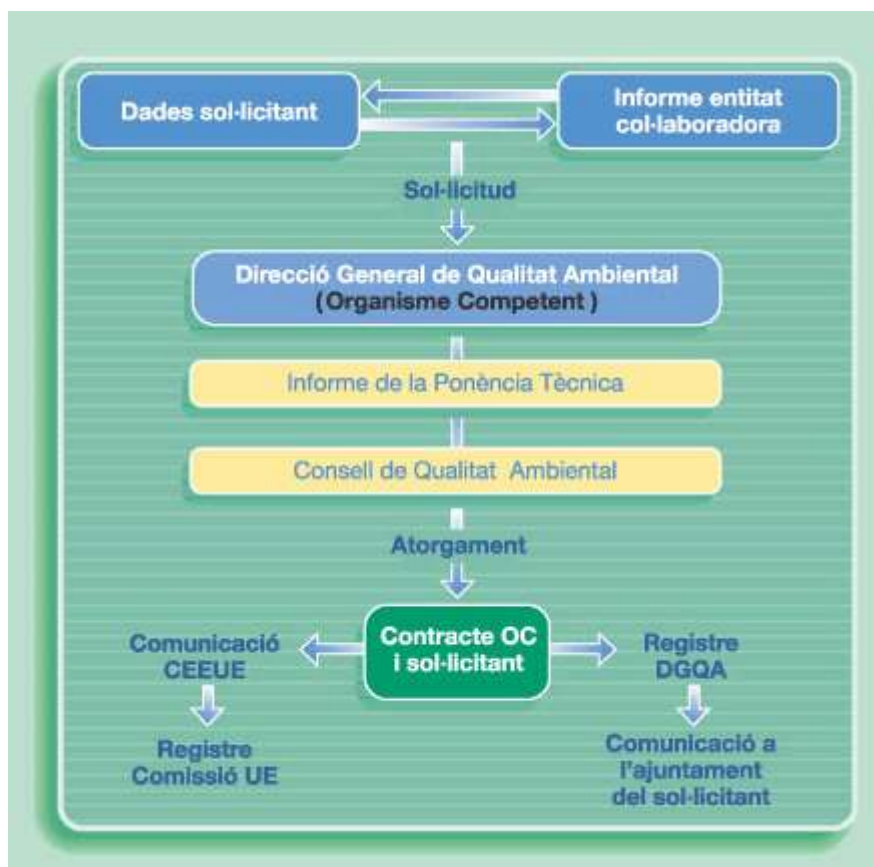 Dades sol·licitant
Informe entitat
col·laboradora
Sol·licitud
Direcció General de Qualitat Ambiental
(Organisme Competent )
Informe de la Ponència Tècnica
Consell de Qualitat Ambiental
Atorgament
Contracte OC
i sol·licitant
Comunicació
CEEUE
Registre
DGQA
Registre
Comissió UE
Comunicació a
l'ajuntament
del sol·licitant